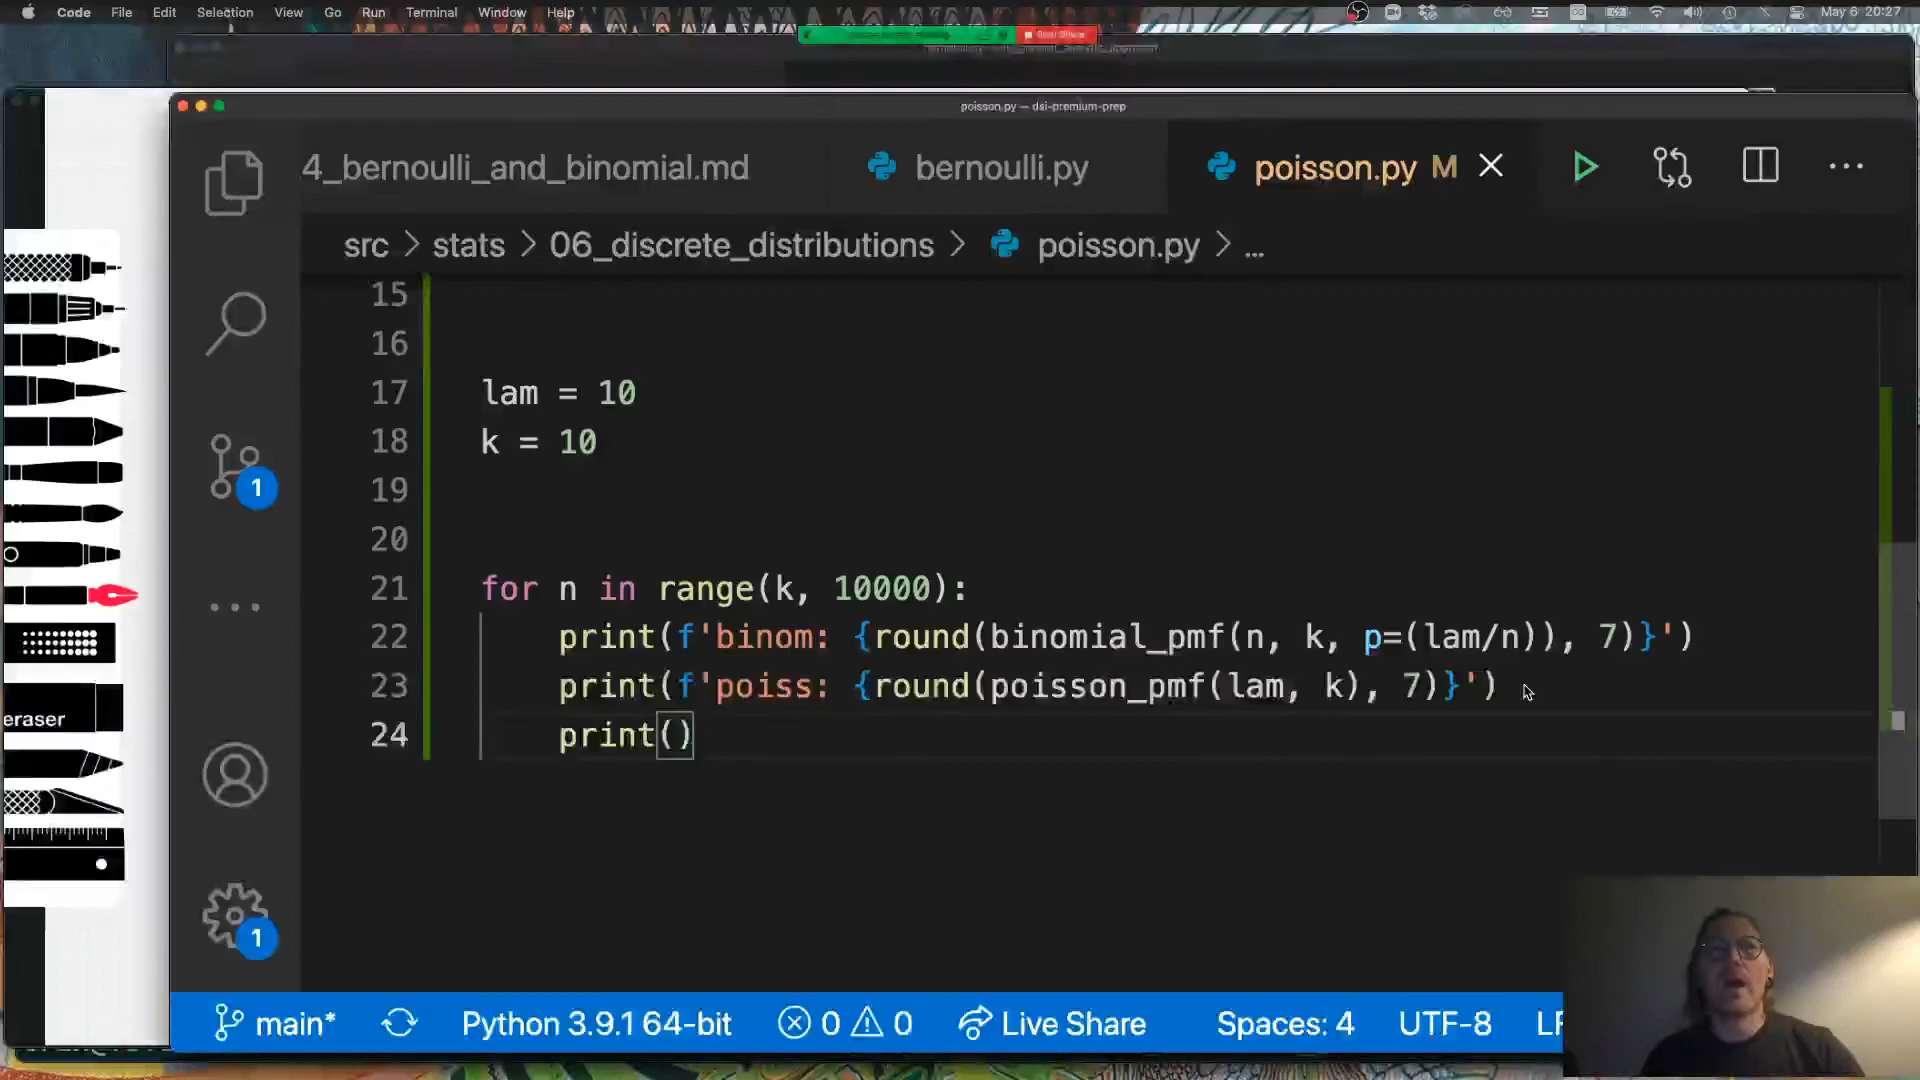 Code File Edit Selection View Go Run Terminal Window Help
May 6 20:27
poisson.py — dsi-premium-prep
4_bernoulli_and_binomial.md bernoulli.py poisson.py M
src > stats > 06_discrete_distributions > poisson.py > ...
15
16
17 lam = 10
18 k = 10
19
20
21 for n in range(k, 10000):
22 print(f'binom: {round(binomial_pmf(n, k, p=(lam/n)), 7)}')
23 print(f'poiss: {round(poisson_pmf(lam, k), 7)}')
24 print()
1
1
eraser
main* Python 3.9.1 64-bit 0 0 Live Share Spaces: 4 UTF-8 LF